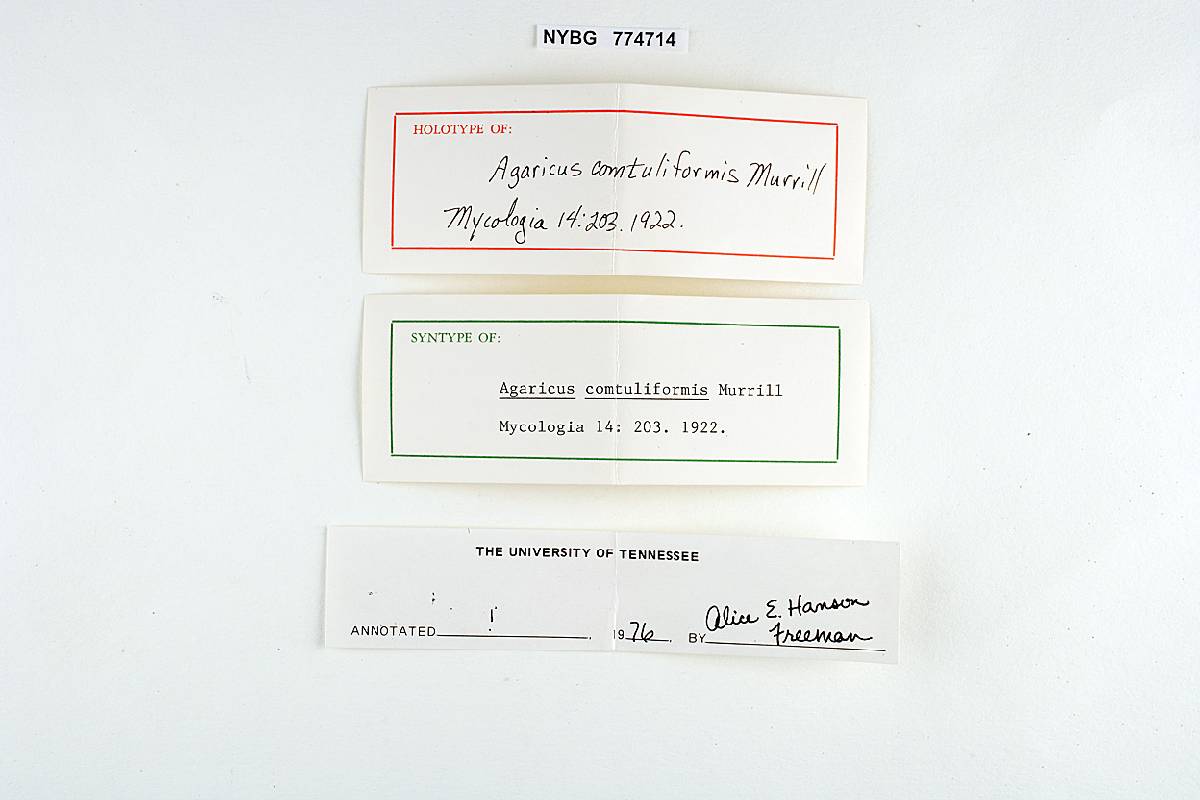 NYBG 774714
HOLOTYPE OF:
Agaricus comtuliformis Murrill
Mycologia 14:203. 1922.
SYNTYPE OF:
Agaricus comtuliformis Murrill
Mycologia 14: 203. 1922.
THE UNIVERSITY OF TENNESSEE
Alice E. Hanson
ANNOTATED , 1976, BY Freeman